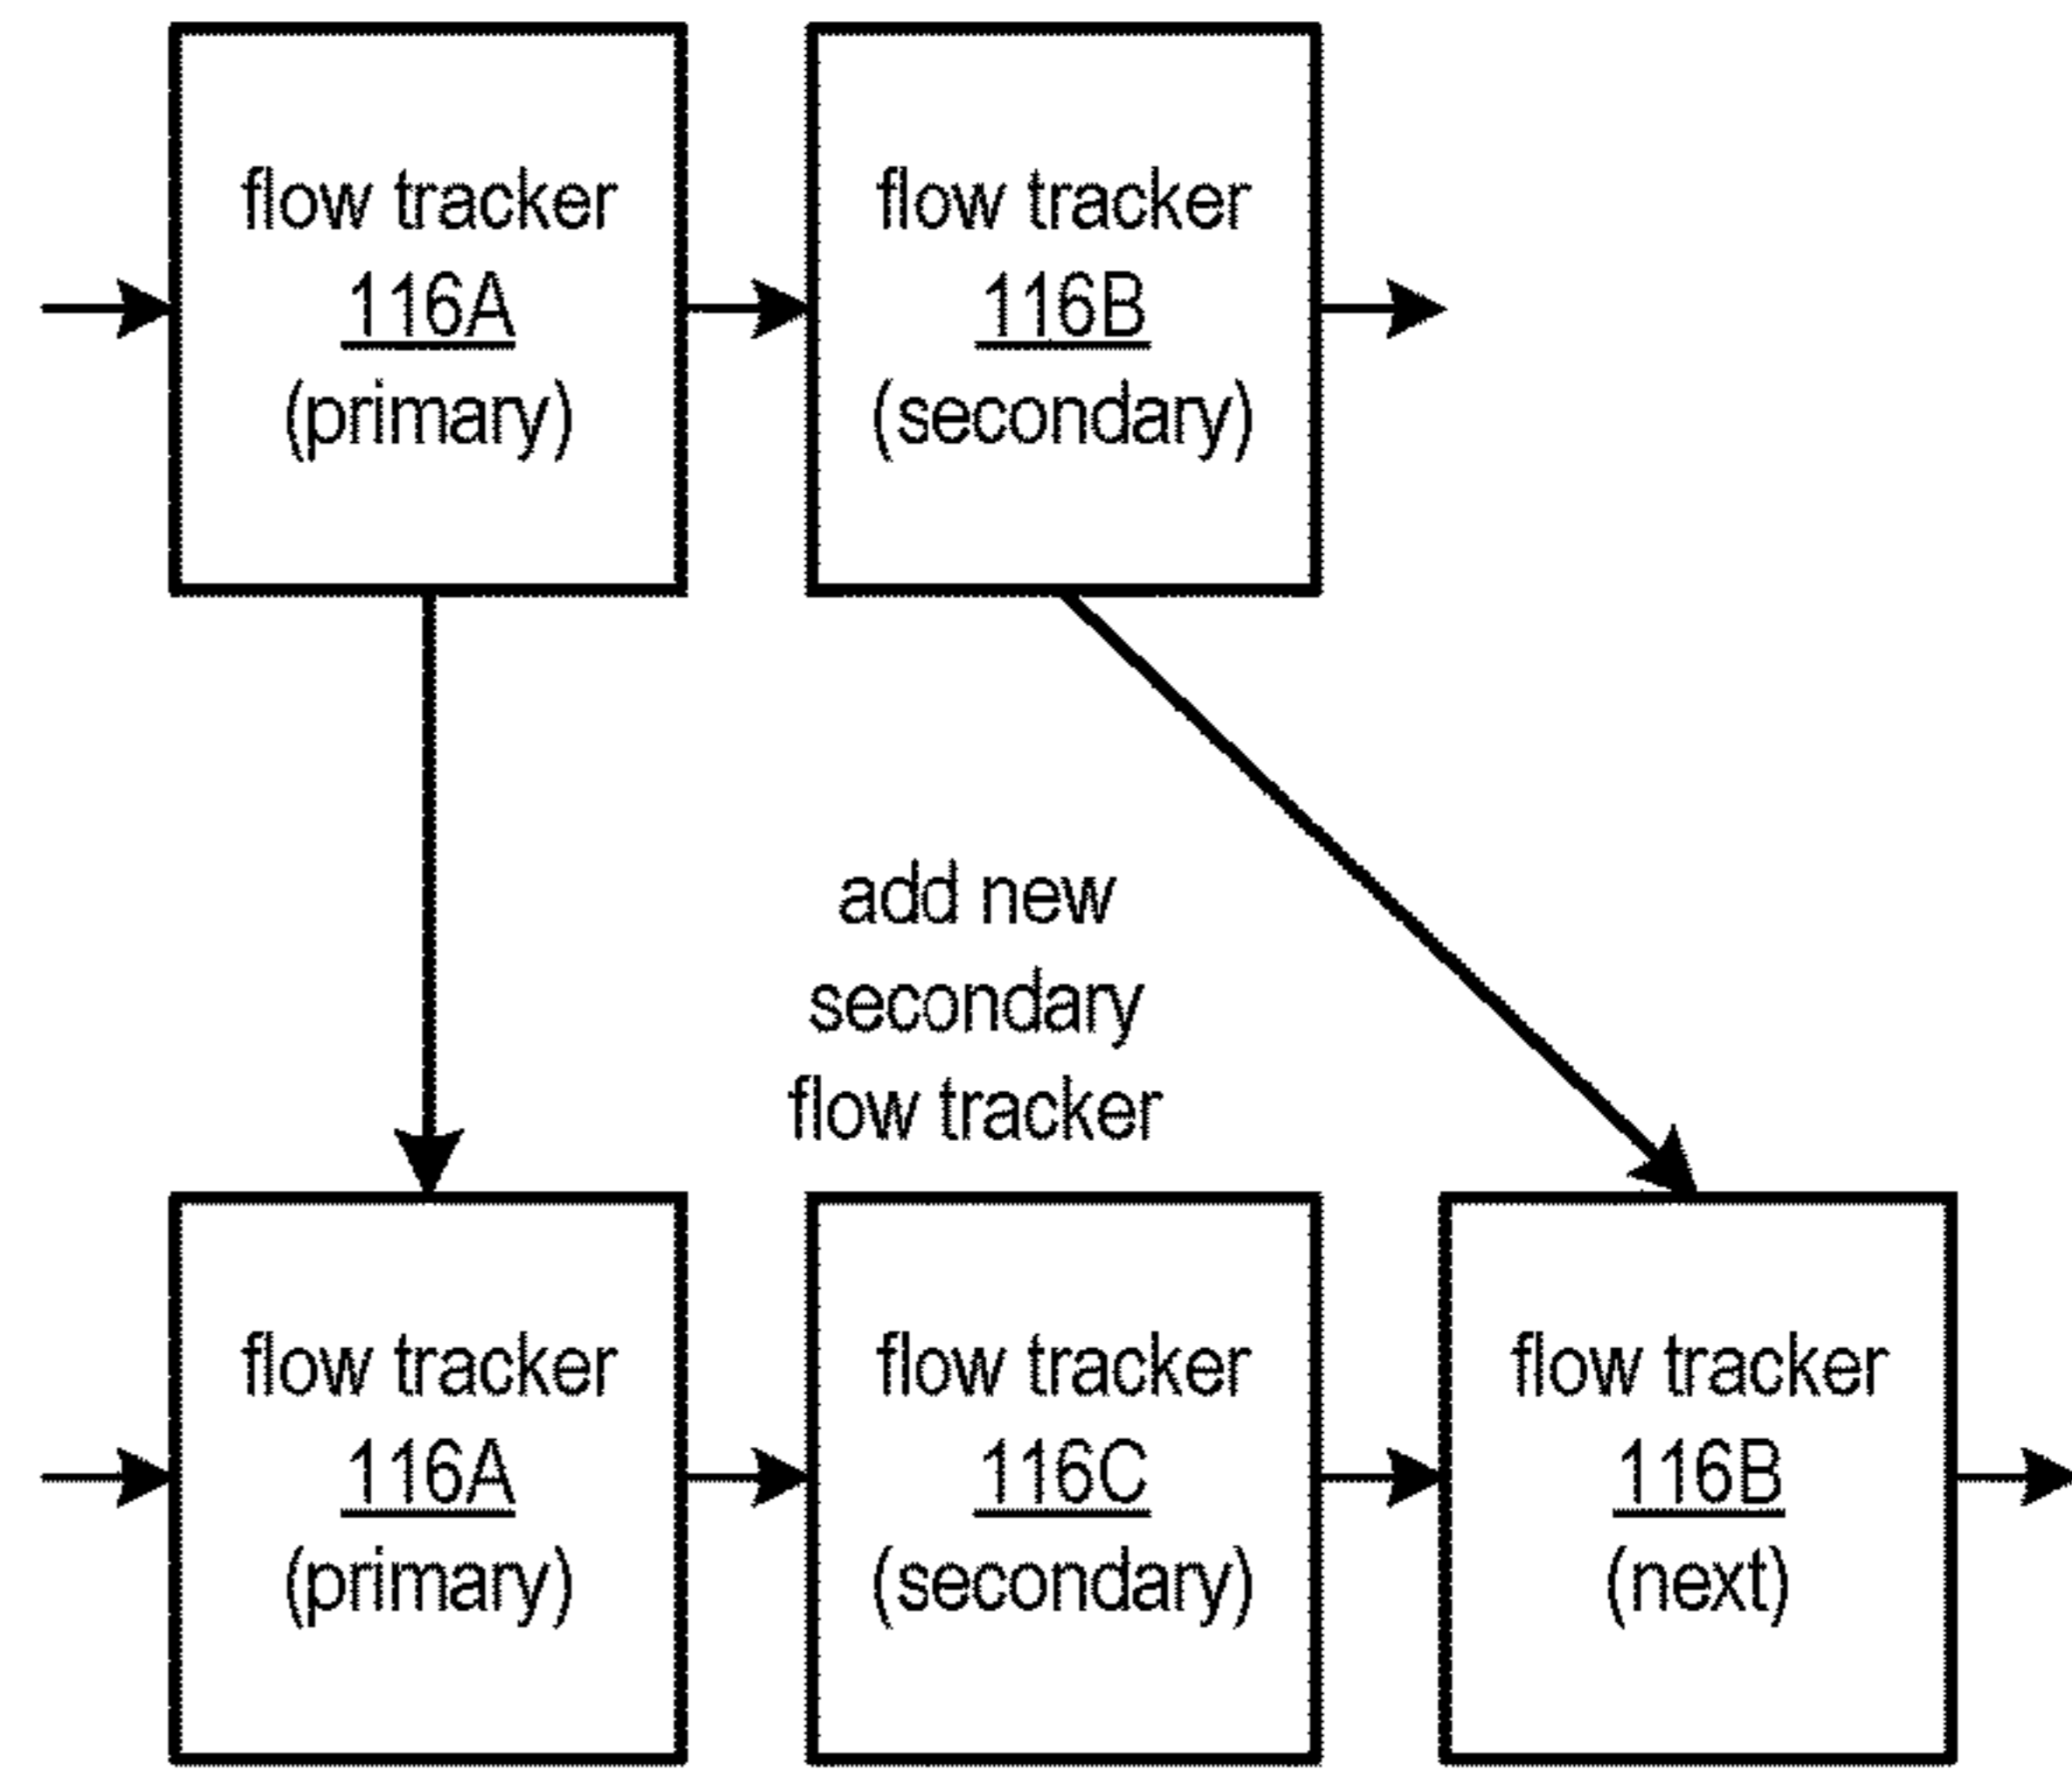 flow tracker
116A
(primary)
flow tracker
116B
(secondary)
add new
secondary
flow tracker
flow tracker
116A
(primary)
flow tracker
116C
(secondary)
flow tracker
116B
(next)